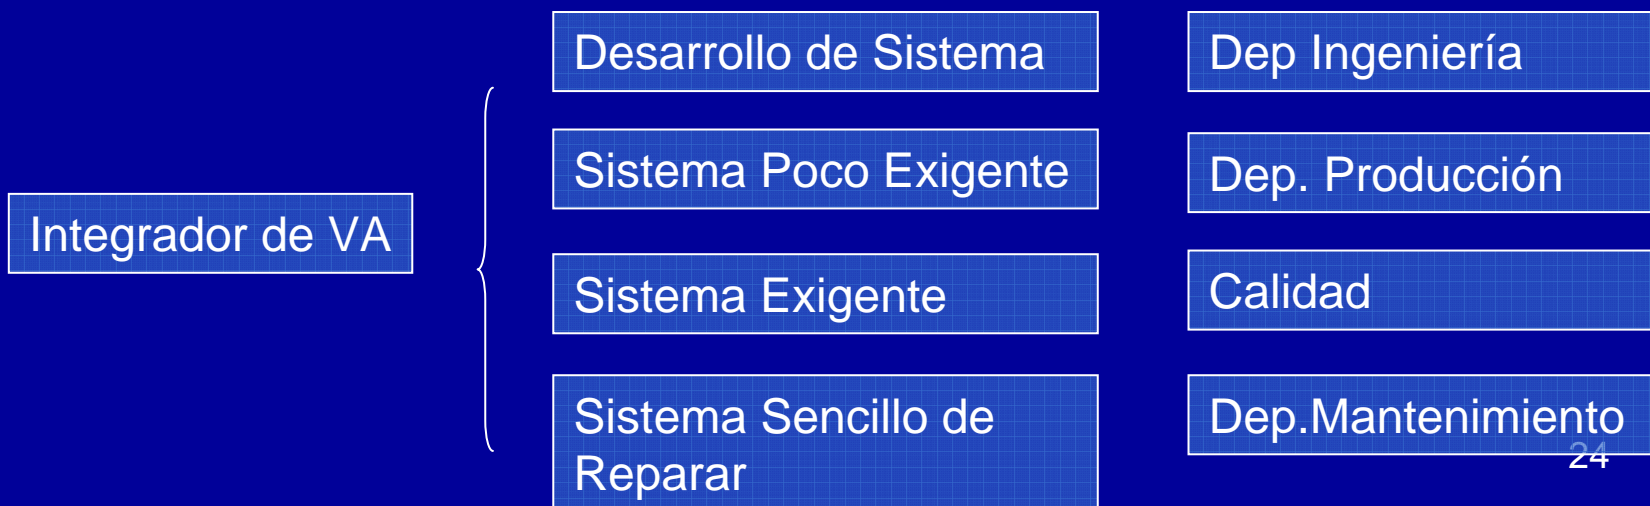 Integrador de VA
Desarrollo de Sistema
Sistema Poco Exigente
Sistema Exigente
Sistema Sencillo de
Reparar
Dep Ingeniería
Dep. Producción
Calidad
Dep.Mantenimiento
24